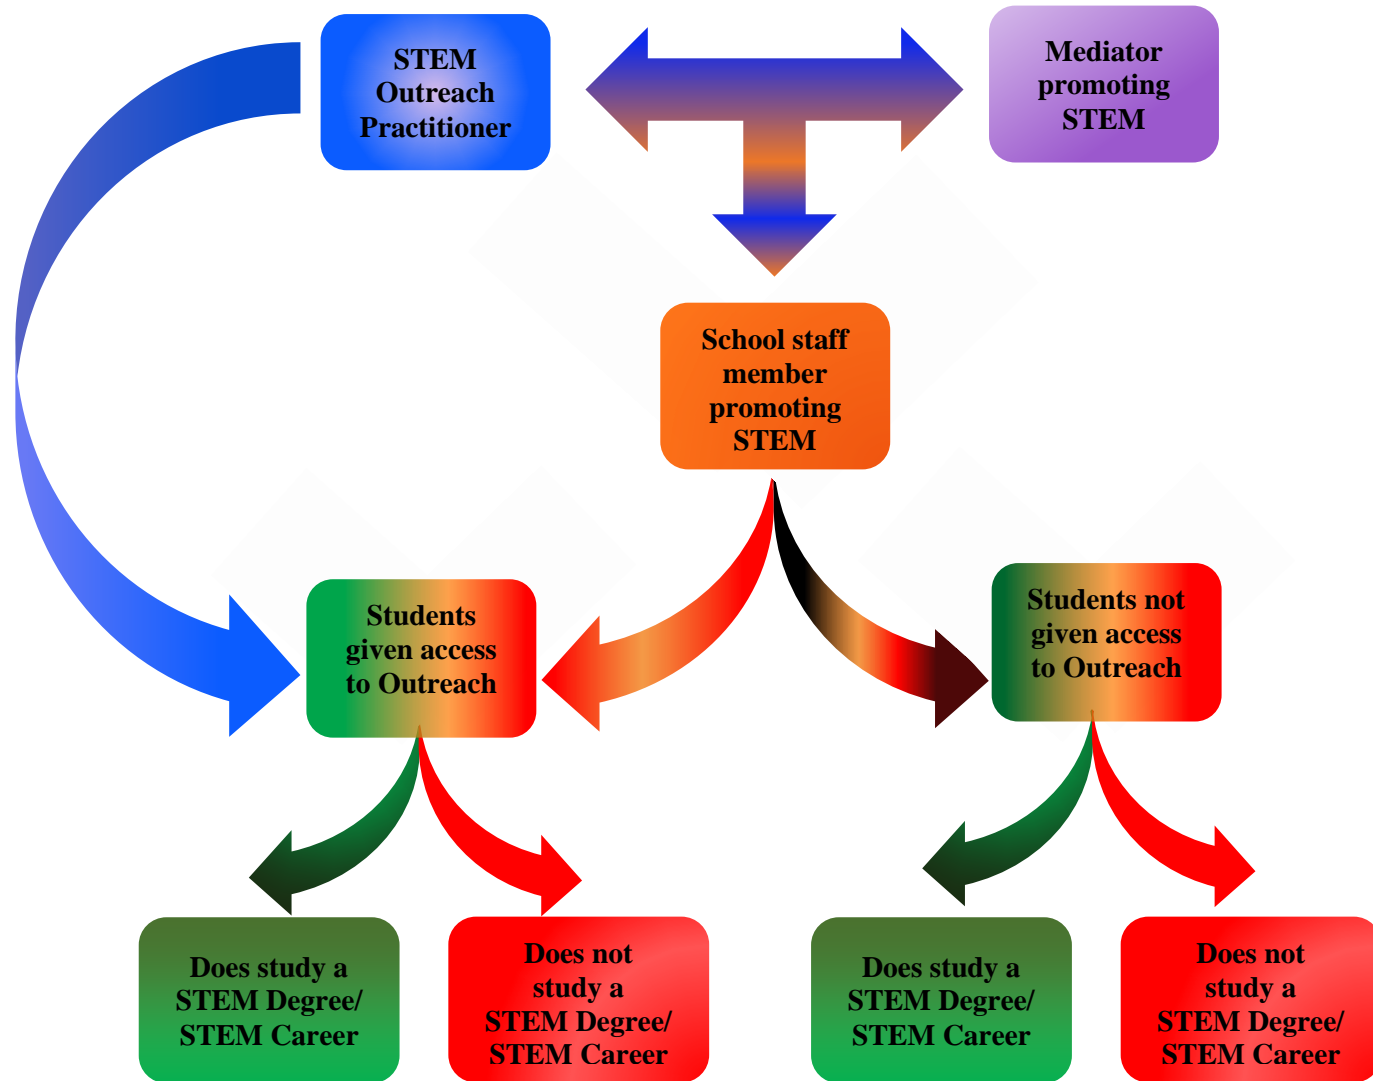 STEM
Outreach
Practitioner
Mediator
promoting
STEM
School staff
member
promoting
STEM
Students
given access
to Outreach
Students not
given access
to Outreach
Does study a
STEM Degree/
STEM Career
Does not
study a
STEM Degree/
STEM Career
Does study a
STEM Degree/
STEM Career
Does not
study a
STEM Degree/
STEM Career